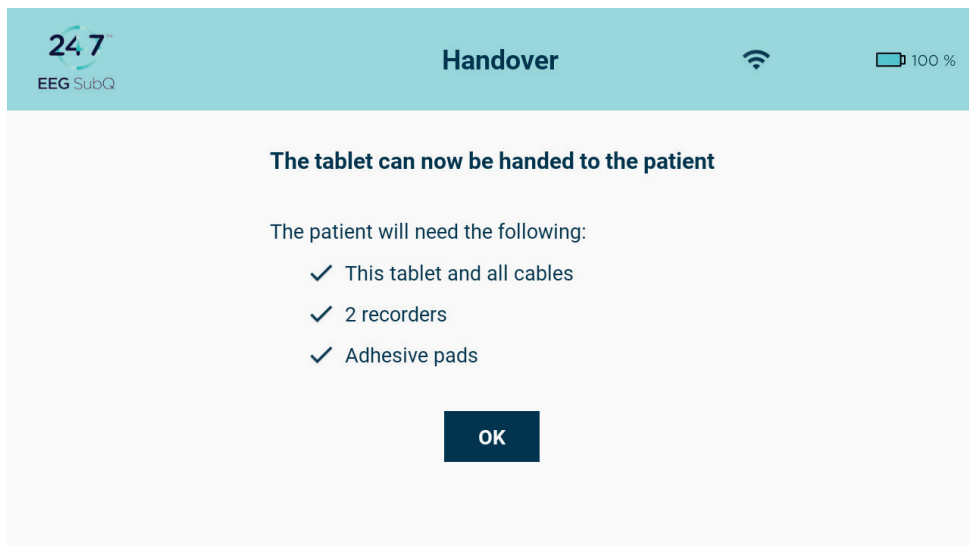 24/7™
EEG SubQ
Handover
100 %
The tablet can now be handed to the patient
The patient will need the following:
This tablet and all cables
2 recorders
Adhesive pads
OK